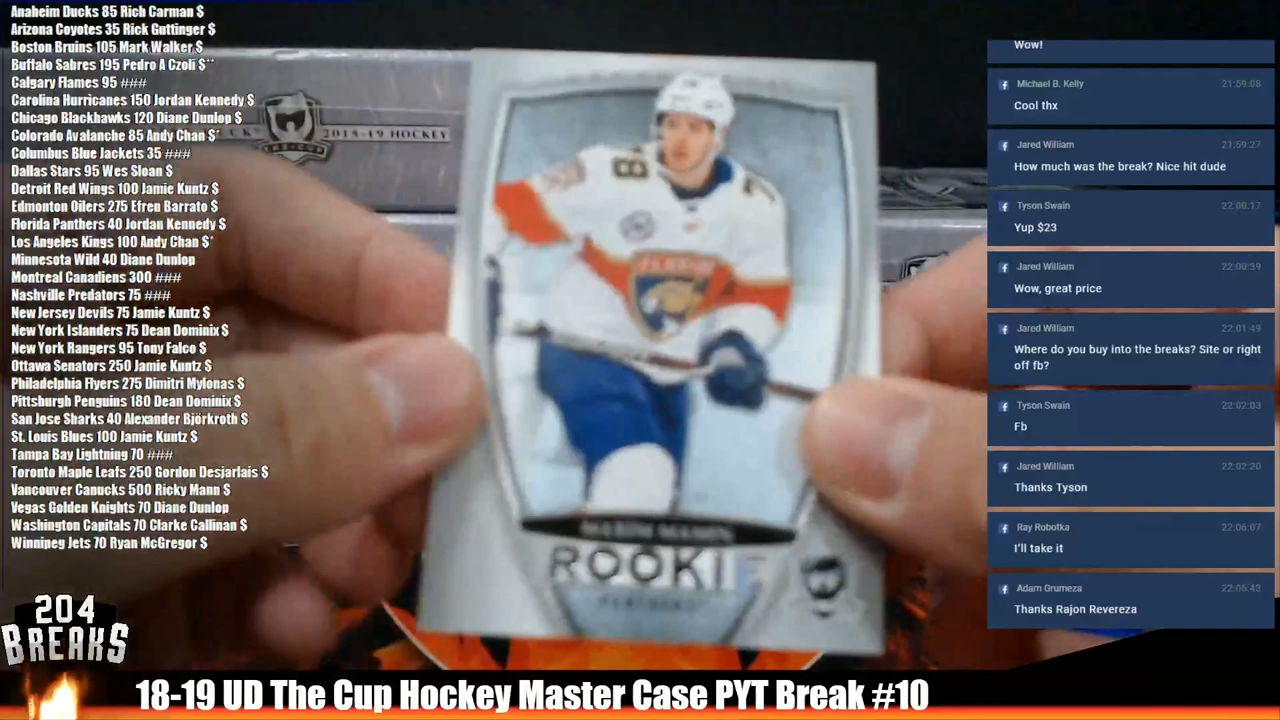 Anaheim Ducks 85 Rich Carman $
Arizona Coyotes 35 Rick Guttinger $
Boston Bruins 105 Mark Walker $
Buffalo Sabres 195 Pedro A Czoli $**
Calgary Flames 95 ###
Carolina Hurricanes 150 Jordan Kennedy $
Chicago Blackhawks 120 Diane Dunlop $
Colorado Avalanche 85 Andy Chan $*
Columbus Blue Jackets 35 ###
Dallas Stars 95 Wes Sloan $
Detroit Red Wings 100 Jamie Kuntz $
Edmonton Oilers 275 Efren Barrato $
Florida Panthers 40 Jordan Kennedy $
Los Angeles Kings 100 Andy Chan $*
Minnesota Wild 40 Diane Dunlop
Montreal Canadiens 300 ###
Nashville Predators 75 ###
New Jersey Devils 75 Jamie Kuntz $
New York Islanders 75 Dean Dominix $
New York Rangers 95 Tony Falco $
Ottawa Senators 250 Jamie Kuntz $
Philadelphia Flyers 275 Dimitri Mylonas $
Pittsburgh Penguins 180 Dean Dominix $
San Jose Sharks 40 Alexander Björkroth $
St. Louis Blues 100 Jamie Kuntz $
Tampa Bay Lightning 70 ###
Toronto Maple Leafs 250 Gordon Desjarlais $
Vancouver Canucks 500 Ricky Mann $
Vegas Golden Knights 70 Diane Dunlop
Washington Capitals 70 Clarke Callinan $
Winnipeg Jets 70 Ryan McGregor $
204
BREAKS
2018-19 HOCKEY
THE CUP
MAXIM MAMIN
ROOKIE
PANTHERS
Wow!
Michael B. Kelly 21:59:08
Cool thx
Jared William 21:59:27
How much was the break? Nice hit dude
Tyson Swain 22:00:17
Yup $23
Jared William 22:00:39
Wow, great price
Jared William 22:01:49
Where do you buy into the breaks? Site or right
off fb?
Tyson Swain 22:02:03
Fb
Jared William 22:02:20
Thanks Tyson
Ray Robotka 22:06:07
I'll take it
Adam Grumeza 22:06:43
Thanks Rajon Revereza
18-19 UD The Cup Hockey Master Case PYT Break #10